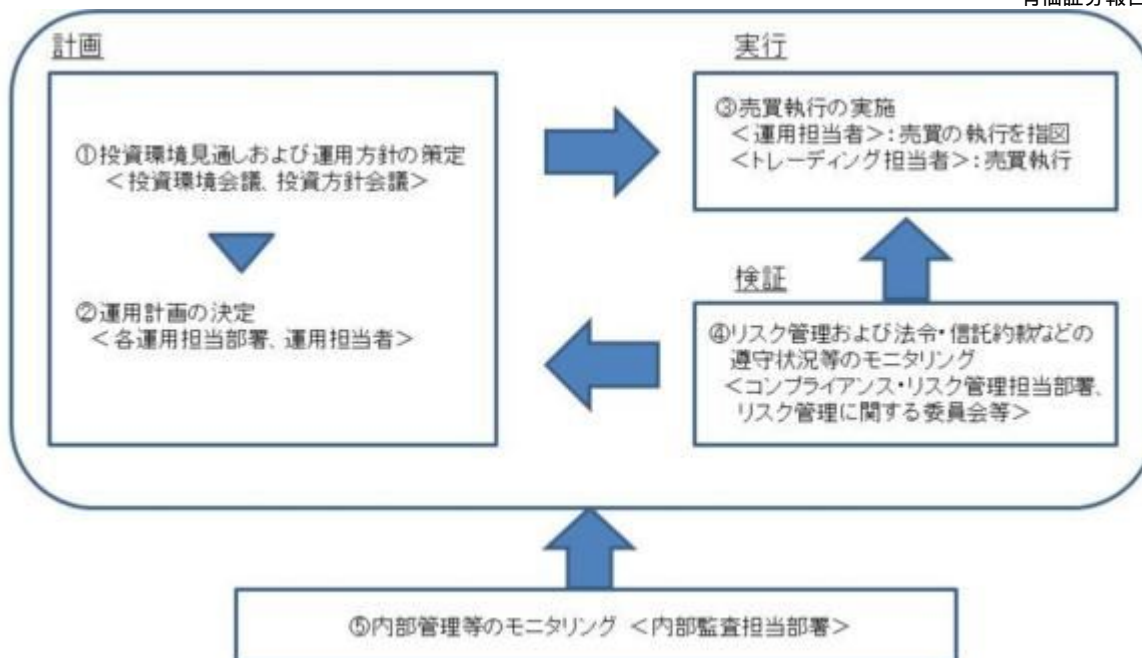 計画
①投資環境見通しおよび運用方針の策定
＜投資環境会議、投資方針会議＞
②運用計画の決定
＜各運用担当部署、運用担当者＞
実行
③売買執行の実施
＜運用担当者＞：売買の執行を指図
＜トレーディング担当者＞：売買執行
検証
④リスク管理および法令・信託約款などの
遵守状況等のモニタリング
＜コンプライアンス・リスク管理担当部署、
リスク管理に関する委員会等＞
⑤内部管理等のモニタリング ＜内部監査担当部署＞